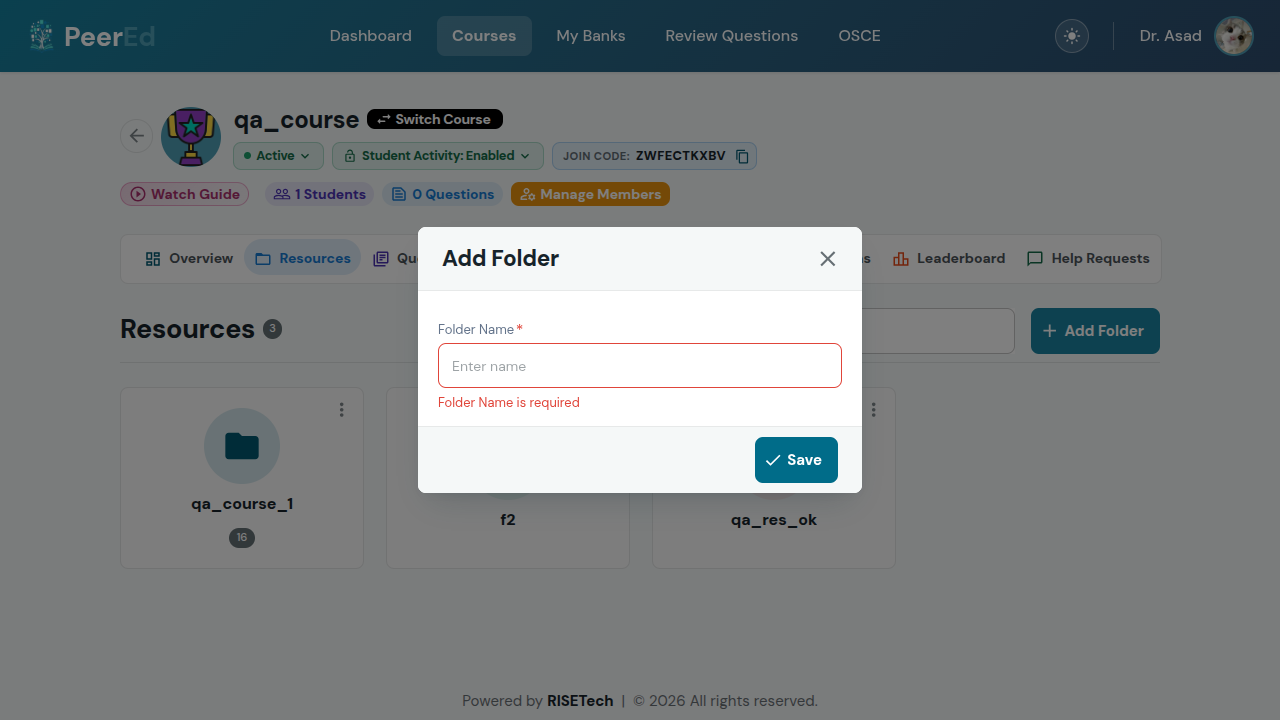 PeerEd
Dashboard
Courses
My Banks
Review Questions
OSCE
Dr. Asad
qa_course
Switch Course
Active
Student Activity: Enabled
JOIN CODE: ZWFECTKXBV
Watch Guide
1 Students
0 Questions
Manage Members
Overview
Resources
Leaderboard
Help Requests
Resources 3
Add Folder
Add Folder
Folder Name*
Enter name
Folder Name is required
Save
qa_course_1
16
f2
qa_res_ok
Powered by RISETech | © 2026 All rights reserved.